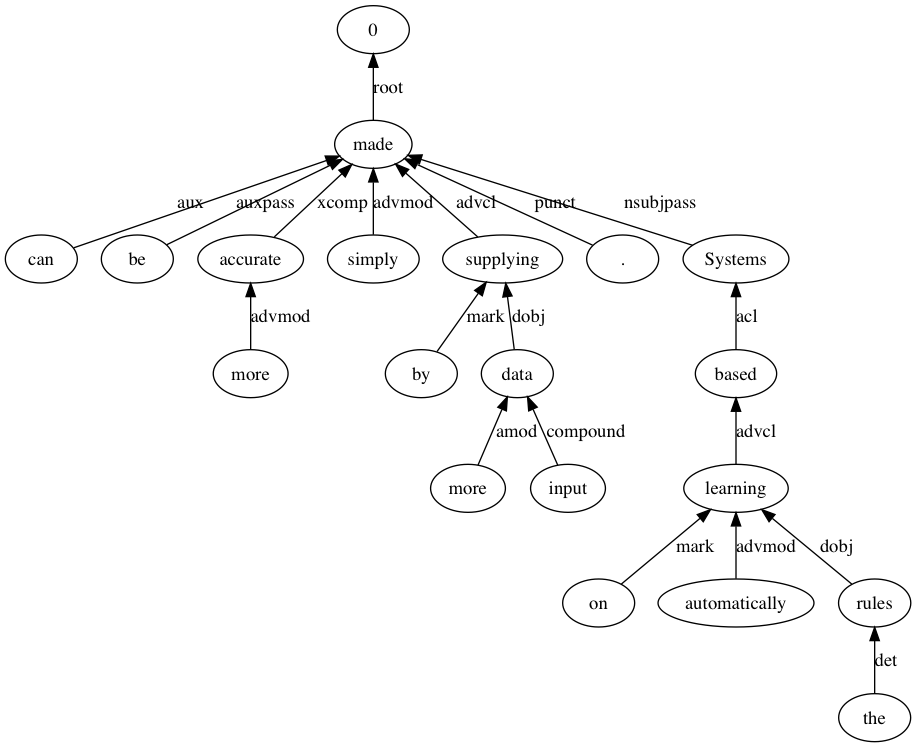 0
root
made
aux auxpass xcomp advmod advcl punct nsubjpass
can be accurate simply supplying . Systems
advmod mark dobj acl
more by data based
amod compound advcl
more input learning
mark advmod dobj
on automatically rules
det
the